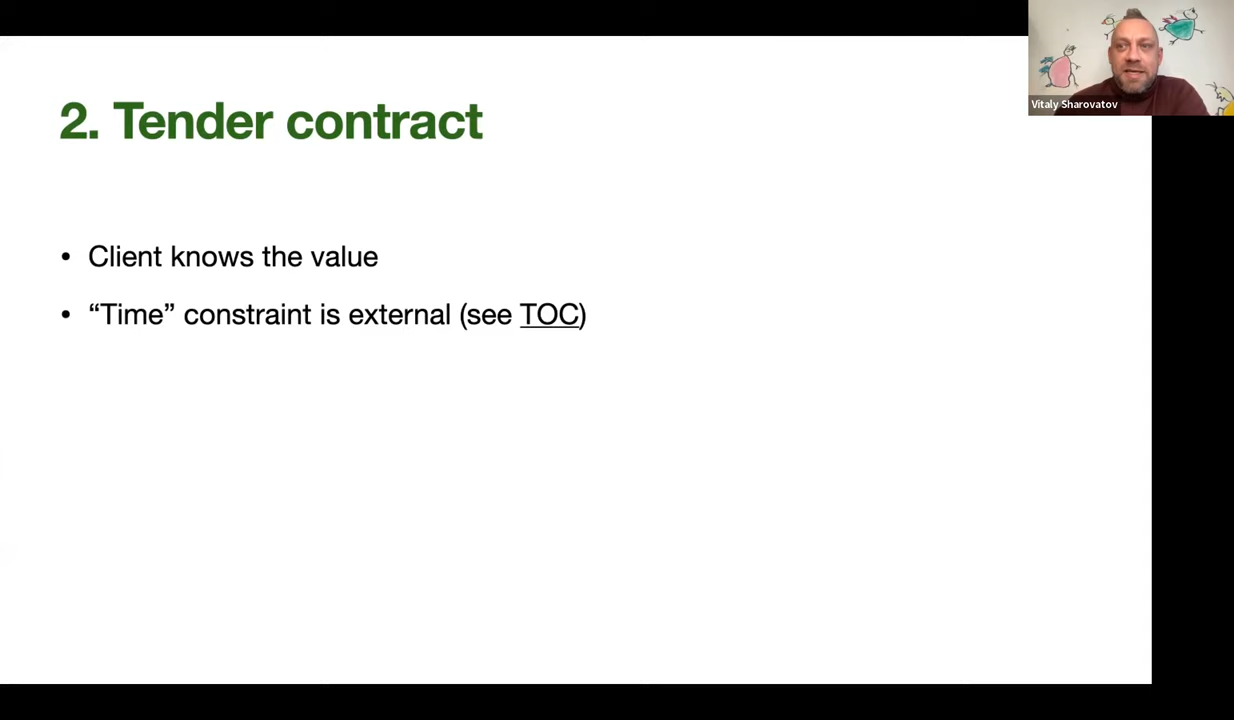 2. Tender contract
• Client knows the value
• “Time” constraint is external (see TOC)
Vitaly Sharovatov